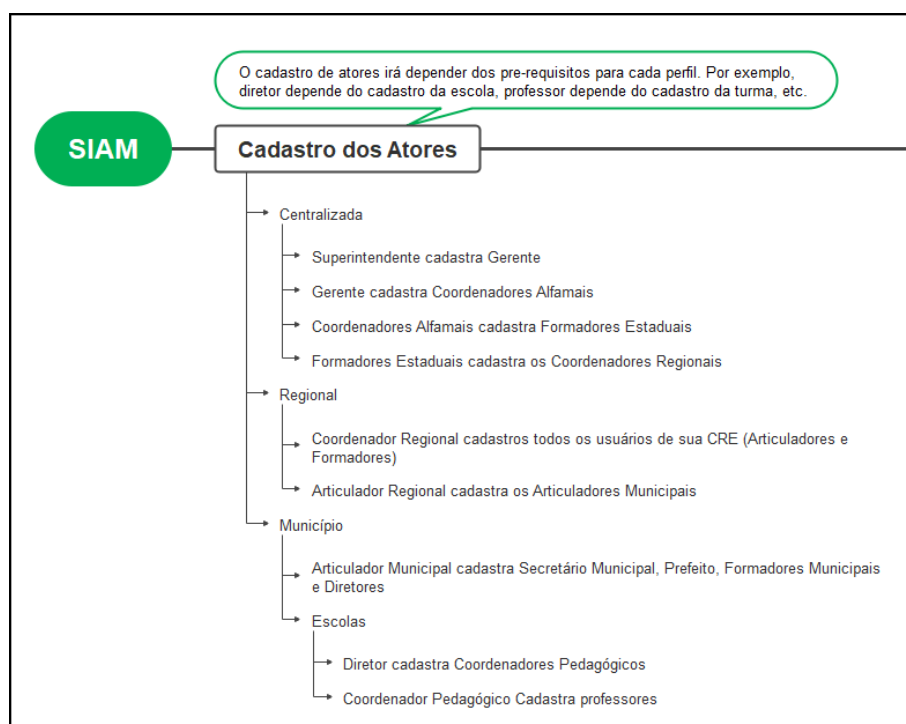 O cadastro de atores irá depender dos pre-requisitos para cada perfil. Por exemplo,
diretor depende do cadastro da escola, professor depende do cadastro da turma, etc.
SIAM
Cadastro dos Atores
Centralizada
Superintendente cadastra Gerente
Gerente cadastra Coordenadores Alfamais
Coordenadores Alfamais cadastra Formadores Estaduais
Formadores Estaduais cadastra os Coordenadores Regionais
Regional
Coordenador Regional cadastros todos os usuários de sua CRE (Articuladores e
Formadores)
Articulador Regional cadastra os Articuladores Municipais
Município
Articulador Municipal cadastra Secretário Municipal, Prefeito, Formadores Municipais
e Diretores
Escolas
Diretor cadastra Coordenadores Pedagógicos
Coordenador Pedagógico Cadastra professores